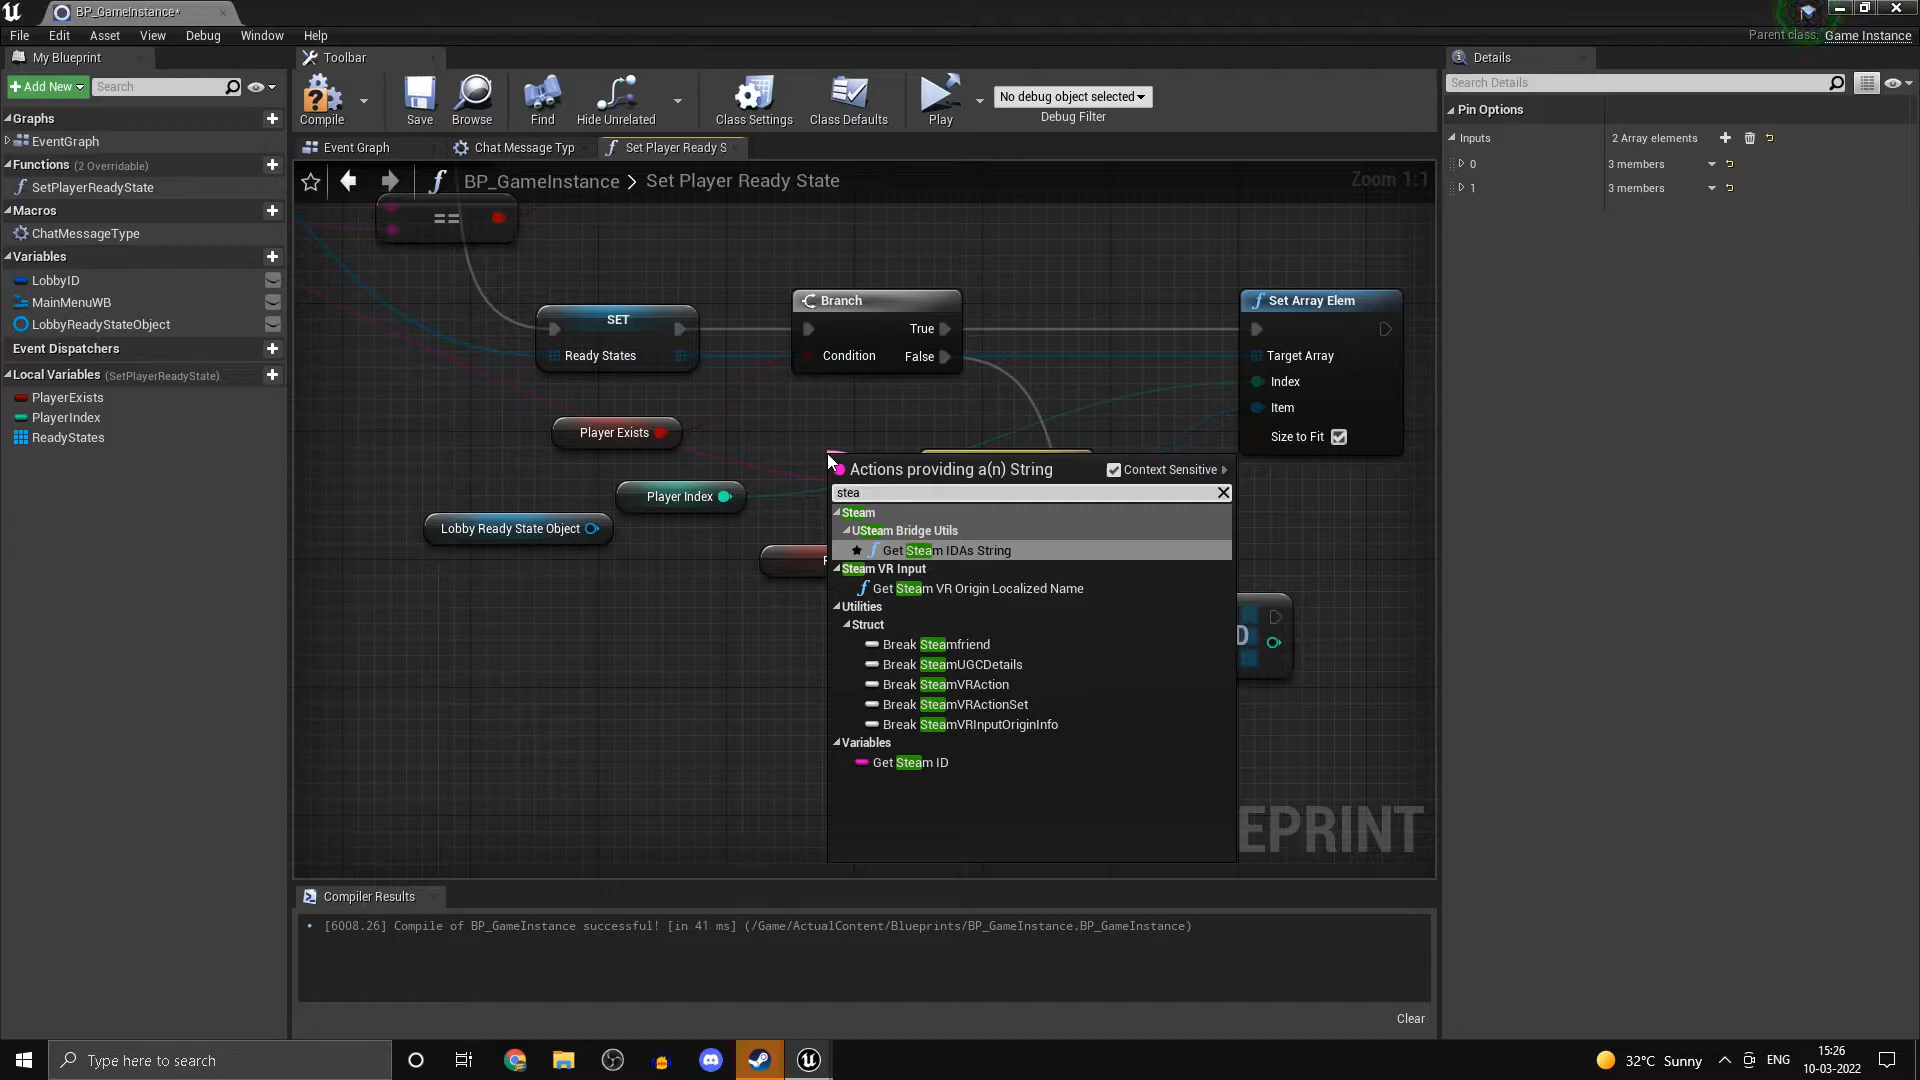 BP_GameInstance*
File Edit Asset View Debug Window Help
Parent class: Game Instance
My Blueprint
Add New
Search
Graphs
EventGraph
Functions (2 Overridable)
SetPlayerReadyState
Macros
ChatMessageType
Variables
LobbyID
MainMenuWB
LobbyReadyStateObject
Event Dispatchers
Local Variables (SetPlayerReadyState)
PlayerExists
PlayerIndex
ReadyStates
Toolbar
Compile
Save
Browse
Find
Hide Unrelated
Class Settings
Class Defaults
Play
No debug object selected
Debug Filter
Event Graph
Chat Message Typ
Set Player Ready S
BP_GameInstance > Set Player Ready State
Zoom 1:1
==
SET
Ready States
Branch
True
Condition
False
Set Array Elem
Target Array
Index
Item
Size to Fit
Player Exists
Player Index
Lobby Ready State Object
Actions providing a(n) String
Context Sensitive
stea
Steam
USteam Bridge Utils
Get Steam IDAs String
Steam VR Input
Get Steam VR Origin Localized Name
Utilities
Struct
Break Steamfriend
Break SteamUGCDetails
Break SteamVRAction
Break SteamVRActionSet
Break SteamVRInputOriginInfo
Variables
Get Steam ID
D
EPRINT
Compiler Results
[6008.26] Compile of BP_GameInstance successful! [in 41 ms] (/Game/ActualContent/Blueprints/BP_GameInstance.BP_GameInstance)
Clear
Details
Search Details
Pin Options
Inputs
2 Array elements
0
3 members
1
3 members
Type here to search
32°C Sunny
ENG
15:26
10-03-2022